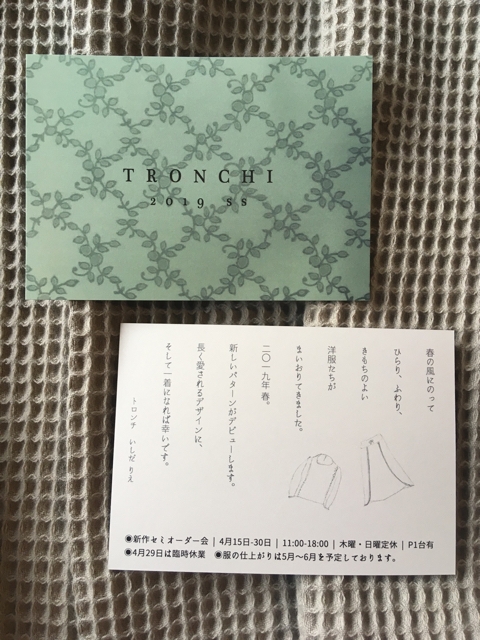 TRONCHI
2019 SS
春の風にのって
ひらり、ふわり、
きもちのよい
洋服たちが
まいおりてきました。
二〇一九年 春。
新しいパターンがデビューします。
長く愛されるデザインに、
そして一着になれば幸いです。
トロンチ いしだ りえ
◉新作セミオーダー会 | 4月15日-30日 | 11:00-18:00 | 木曜・日曜定休 | P1台有
◉4月29日は臨時休業 ◉服の仕上がりは5月〜6月を予定しております。